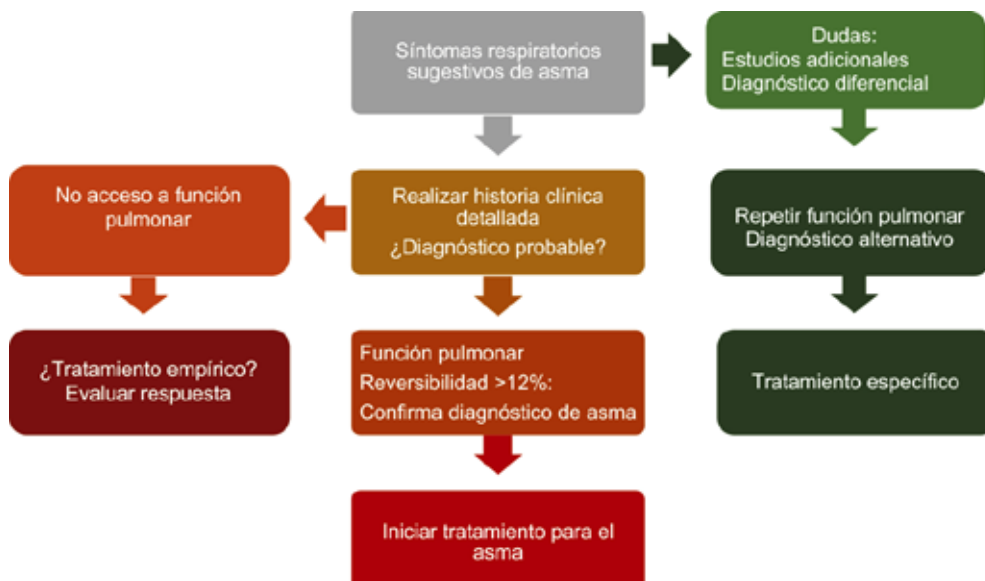 Síntomas respiratorios
sugestivos de asma
Dudas:
Estudios adicionales
Diagnóstico diferencial
No acceso a función
pulmonar
Realizar historia clínica
detallada
¿Diagnóstico probable?
Repetir función pulmonar
Diagnóstico alternativo
¿Tratamiento empírico?
Evaluar respuesta
Función pulmonar
Reversibilidad >12%:
Confirma diagnóstico de asma
Tratamiento específico
Iniciar tratamiento para el
asma